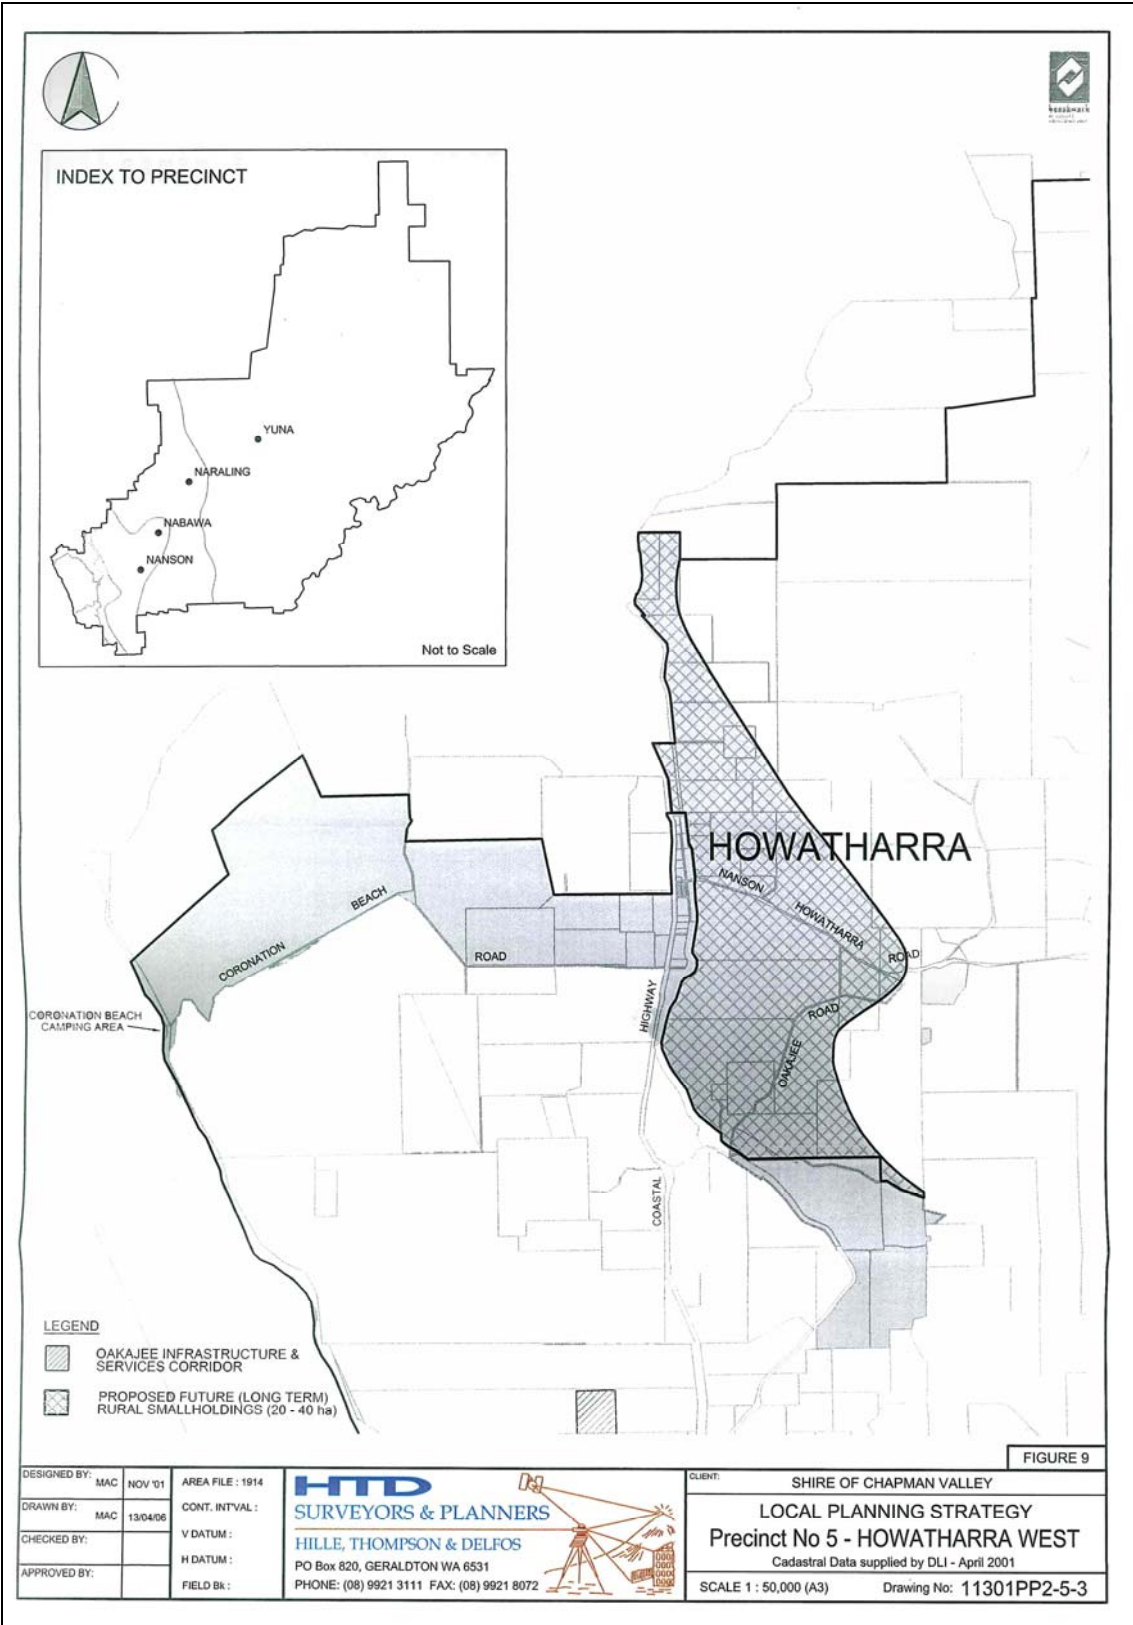 INDEX TO PRECINCT
YUNA
NARALING
NABAWA
NANSON
Not to Scale
HOWATHARRA
NANSON
HOWATHARRA
ROAD
BEACH
CORONATION
ROAD
CORONATION BEACH
CAMPING AREA
HIGHWAY
ROAD
OAKAJEE
COASTAL
LEGEND
OAKAJEE INFRASTRUCTURE &
SERVICES CORRIDOR
PROPOSED FUTURE (LONG TERM)
RURAL SMALLHOLDINGS (20 - 40 ha)
FIGURE 9
DESIGNED BY: MAC NOV '01
DRAWN BY: MAC 13/04/06
CHECKED BY:
APPROVED BY:
AREA FILE : 1914
CONT. INT'VAL :
V DATUM :
H DATUM :
FIELD Bk :
HTD
SURVEYORS & PLANNERS
HILLE, THOMPSON & DELFOS
PO Box 820, GERALDTON WA 6531
PHONE: (08) 9921 3111 FAX: (08) 9921 8072
CLIENT:
SHIRE OF CHAPMAN VALLEY
LOCAL PLANNING STRATEGY
Precinct No 5 - HOWATHARRA WEST
Cadastral Data supplied by DLI - April 2001
SCALE 1 : 50,000 (A3)
Drawing No: 11301PP2-5-3